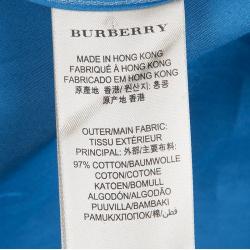 BURBERRY
MADE IN HONG KONG
FABRIQUÉ À HONG KONG
FABRICADO EM HONG KONG
原產地 香港/원산지: 홍콩
產地 香港
OUTER/MAIN FABRIC:
TISSU EXTÉRIEUR
PRINCIPAL: 外層/主要布料:
97% COTTON/BAUMWOLLE
COTON/COTONE
KATOEN/BOMULL
ALGODÓN/ALGODÃO
PUUVILLA/BAMBAKI
PAMUK/ХЛОПОК/棉/قطن